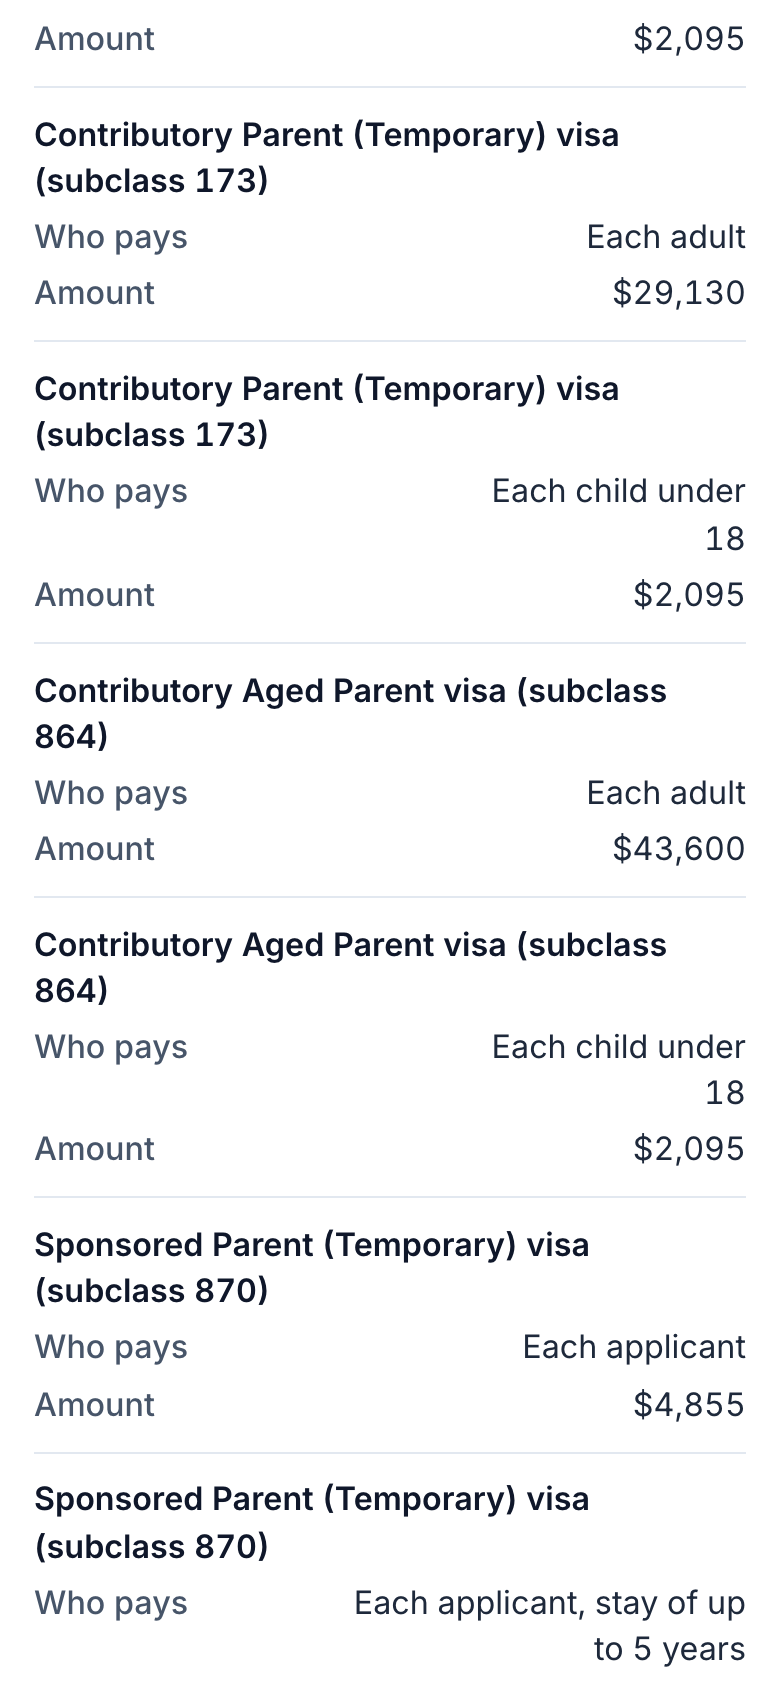 Amount $2,095
Contributory Parent (Temporary) visa
(subclass 173)
Who pays Each adult
Amount $29,130
Contributory Parent (Temporary) visa
(subclass 173)
Who pays Each child under
18
Amount $2,095
Contributory Aged Parent visa (subclass
864)
Who pays Each adult
Amount $43,600
Contributory Aged Parent visa (subclass
864)
Who pays Each child under
18
Amount $2,095
Sponsored Parent (Temporary) visa
(subclass 870)
Who pays Each applicant
Amount $4,855
Sponsored Parent (Temporary) visa
(subclass 870)
Who pays Each applicant, stay of up
to 5 years